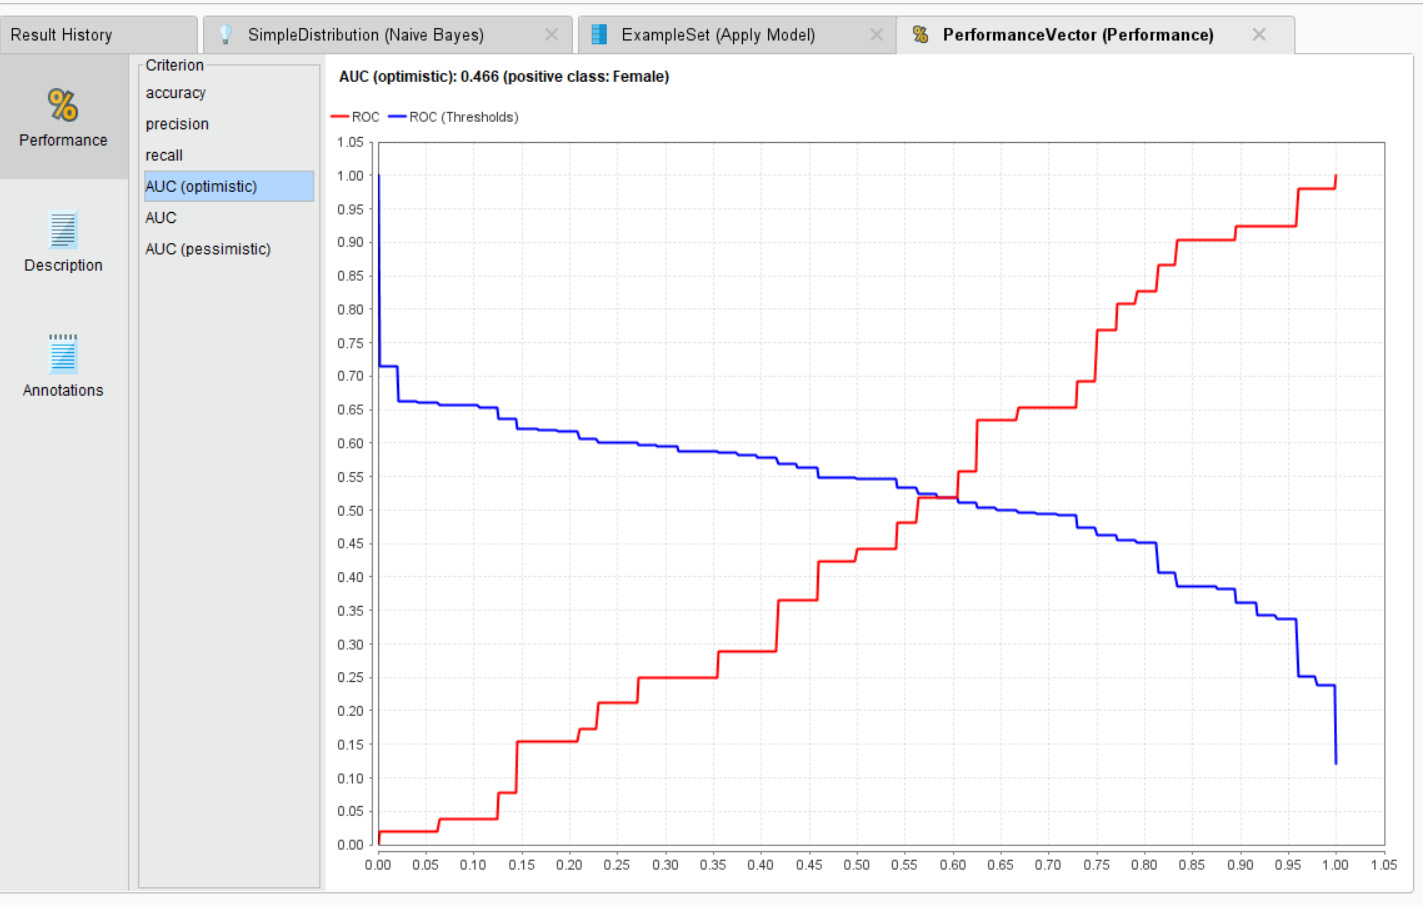 Result History
SimpleDistribution (Naive Bayes)
ExampleSet (Apply Model)
PerformanceVector (Performance)
Performance
Description
Annotations
Criterion
accuracy
precision
recall
AUC (optimistic)
AUC
AUC (pessimistic)
AUC (optimistic): 0.466 (positive class: Female)
ROC ROC (Thresholds)
1.05
1.00
0.95
0.90
0.85
0.80
0.75
0.70
0.65
0.60
0.55
0.50
0.45
0.40
0.35
0.30
0.25
0.20
0.15
0.10
0.05
0.00
0.00 0.05 0.10 0.15 0.20 0.25 0.30 0.35 0.40 0.45 0.50 0.55 0.60 0.65 0.70 0.75 0.80 0.85 0.90 0.95 1.00 1.05